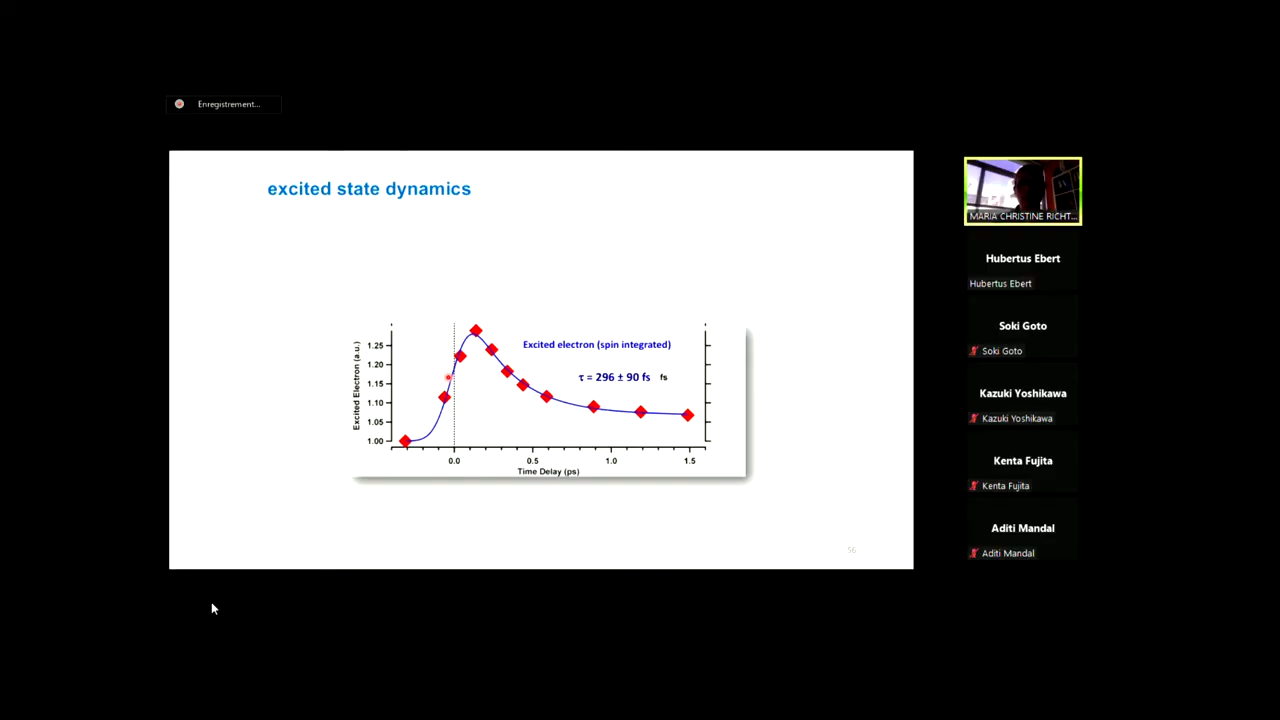 Enregistrement...
excited state dynamics
Excited Electron (a.u.)
1.25
1.20
1.15
1.10
1.05
1.00
Excited electron (spin integrated)
τ = 296 ± 90 fs fs
0.0 0.5 1.0 1.5
Time Delay (ps)
56
MARIA CHRISTINE RICHT...
Hubertus Ebert
Hubertus Ebert
Soki Goto
Soki Goto
Kazuki Yoshikawa
Kazuki Yoshikawa
Kenta Fujita
Kenta Fujita
Aditi Mandal
Aditi Mandal